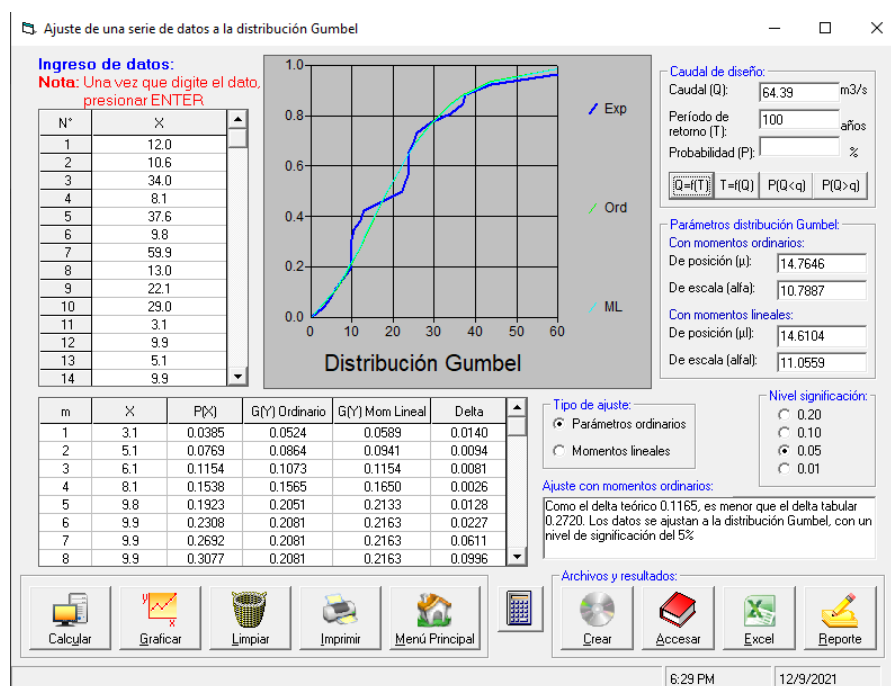 Ajuste de una serie de datos a la distribución Gumbel
Ingreso de datos:
Nota: Una vez que digite el dato,
presionar ENTER
N° X
1 12.0
2 10.6
3 34.0
4 8.1
5 37.6
6 9.8
7 59.9
8 13.0
9 22.1
10 29.0
11 3.1
12 9.9
13 5.1
14 9.9
1.0
0.8
0.6
0.4
0.2
0.0
0 10 20 30 40 50 60
Distribución Gumbel
Exp
Ord
ML
Caudal de diseño:
Caudal (Q): 64.39 m3/s
Período de
retorno (T): 100 años
Probabilidad (P): %
Q=f(T) T=f(Q) P(Q<q) P(Q>q)
Parámetros distribución Gumbel:
Con momentos ordinarios:
De posición (µ): 14.7646
De escala (alfa): 10.7887
Con momentos lineales:
De posición (µl): 14.6104
De escala (alfal): 11.0559
m X P(X) G(Y) Ordinario G(Y) Mom Lineal Delta
1 3.1 0.0385 0.0524 0.0589 0.0140
2 5.1 0.0769 0.0864 0.0941 0.0094
3 6.1 0.1154 0.1073 0.1154 0.0081
4 8.1 0.1538 0.1565 0.1650 0.0026
5 9.8 0.1923 0.2051 0.2133 0.0128
6 9.9 0.2308 0.2081 0.2163 0.0227
7 9.9 0.2692 0.2081 0.2163 0.0611
8 9.9 0.3077 0.2081 0.2163 0.0996
Tipo de ajuste:
Parámetros ordinarios
Momentos lineales
Nivel significación:
0.20
0.10
0.05
0.01
Ajuste con momentos ordinarios:
Como el delta teórico 0.1165, es menor que el delta tabular
0.2720. Los datos se ajustan a la distribución Gumbel, con un
nivel de significación del 5%
Calcular Graficar Limpiar Imprimir Menú Principal
Archivos y resultados:
Crear Accesar Excel Reporte
6:29 PM 12/9/2021